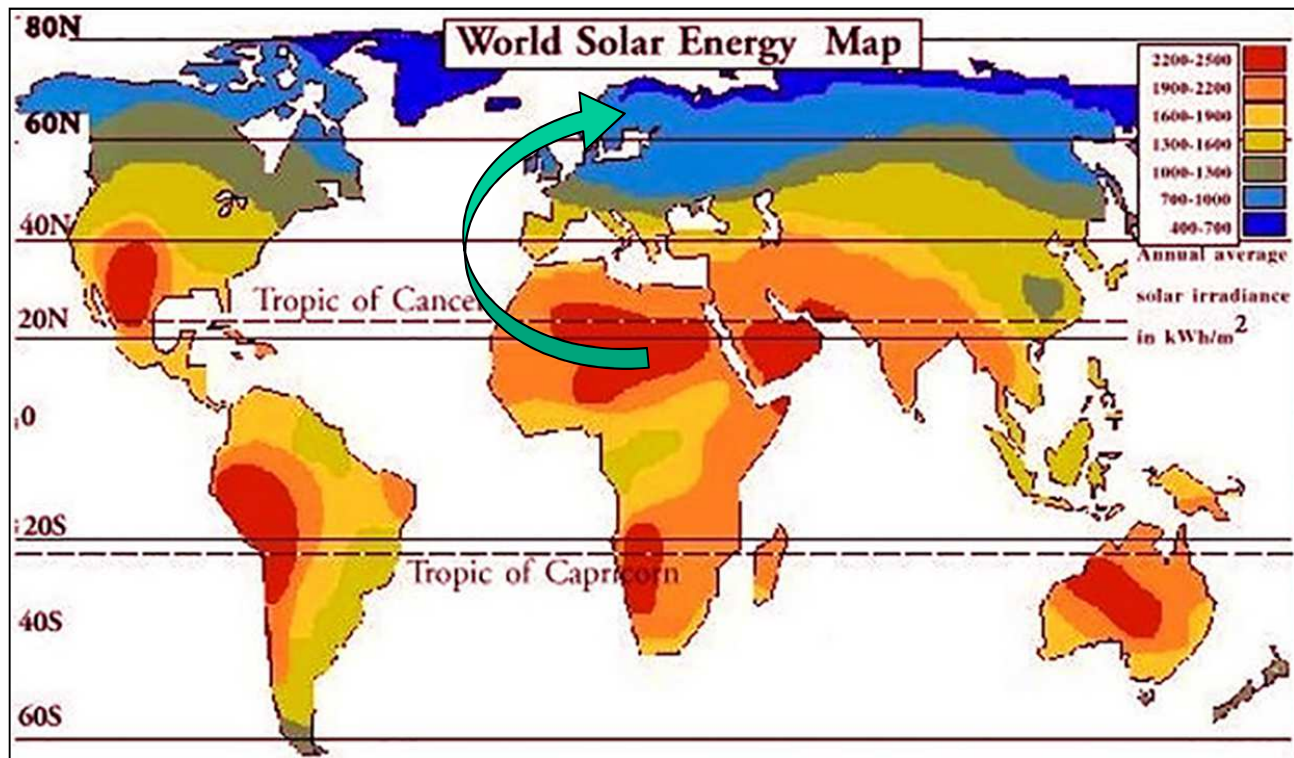 80N
World Solar Energy Map
2200-2500
1900-2200
1600-1900
1300-1600
1000-1300
700-1000
400-700
60N
40N
Annual average
solar irradiance
in kWh/m2
Tropic of Cancer
20N
0
20S
Tropic of Capricorn
40S
60S